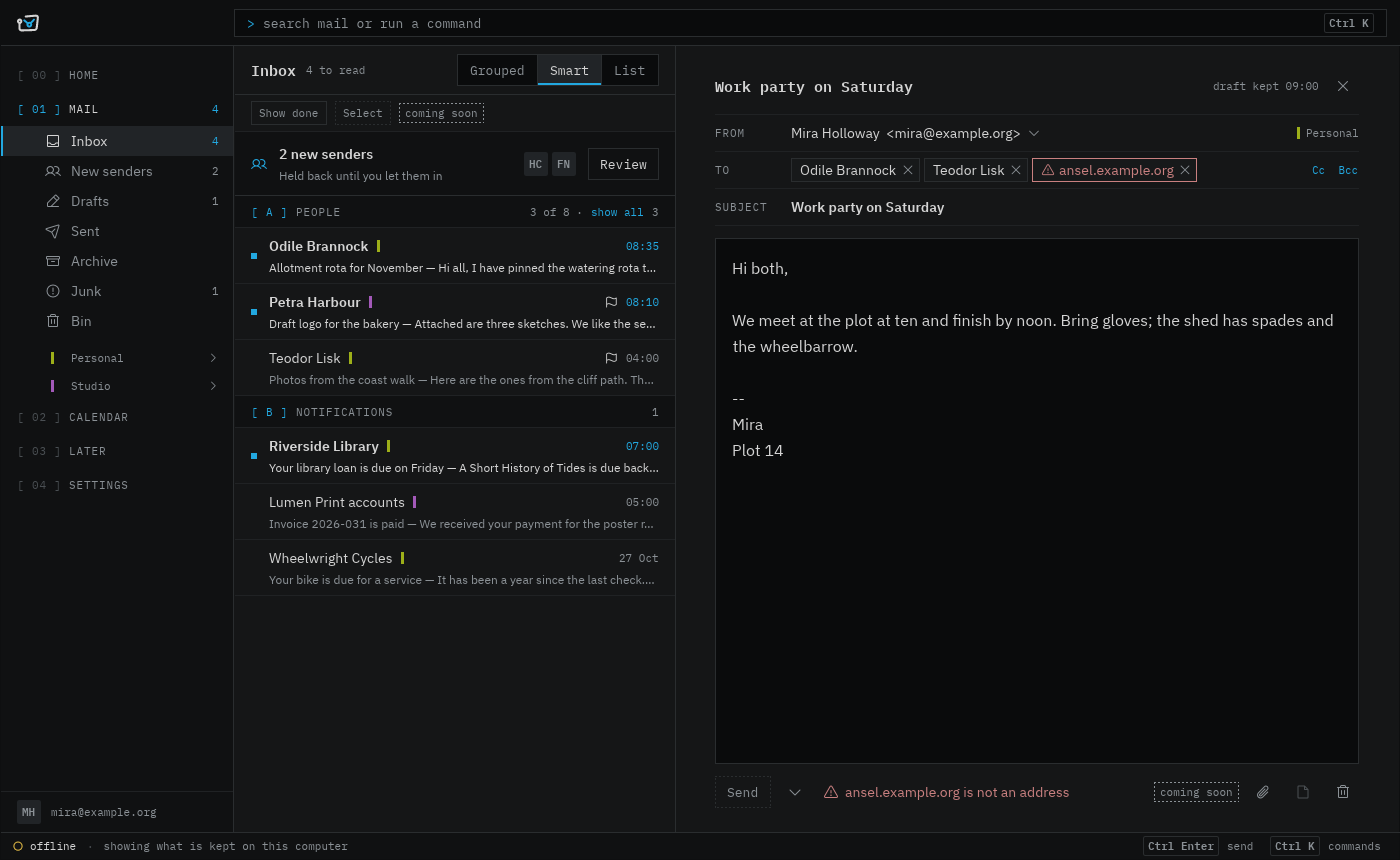 > search mail or run a command Ctrl K
[ 00 ] HOME
[ 01 ] MAIL 4
Inbox 4
New senders 2
Drafts 1
Sent
Archive
Junk 1
Bin
Personal
Studio
[ 02 ] CALENDAR
[ 03 ] LATER
[ 04 ] SETTINGS
MH mira@example.org
Inbox 4 to read Grouped Smart List
Show done Select coming soon
2 new senders
Held back until you let them in
HC FN Review
[ A ] PEOPLE 3 of 8 · show all 3
Odile Brannock 08:35
Allotment rota for November — Hi all, I have pinned the watering rota t…
Petra Harbour 08:10
Draft logo for the bakery — Attached are three sketches. We like the se…
Teodor Lisk 04:00
Photos from the coast walk — Here are the ones from the cliff path. Th…
[ B ] NOTIFICATIONS 1
Riverside Library 07:00
Your library loan is due on Friday — A Short History of Tides is due back…
Lumen Print accounts 05:00
Invoice 2026-031 is paid — We received your payment for the poster r…
Wheelwright Cycles 27 Oct
Your bike is due for a service — It has been a year since the last check.…
Work party on Saturday draft kept 09:00
FROM Mira Holloway <mira@example.org> Personal
TO Odile Brannock Teodor Lisk ansel.example.org Cc Bcc
SUBJECT Work party on Saturday
Hi both,
We meet at the plot at ten and finish by noon. Bring gloves; the shed has spades and
the wheelbarrow.
--
Mira
Plot 14
Send ansel.example.org is not an address coming soon
offline · showing what is kept on this computer Ctrl Enter send Ctrl K commands